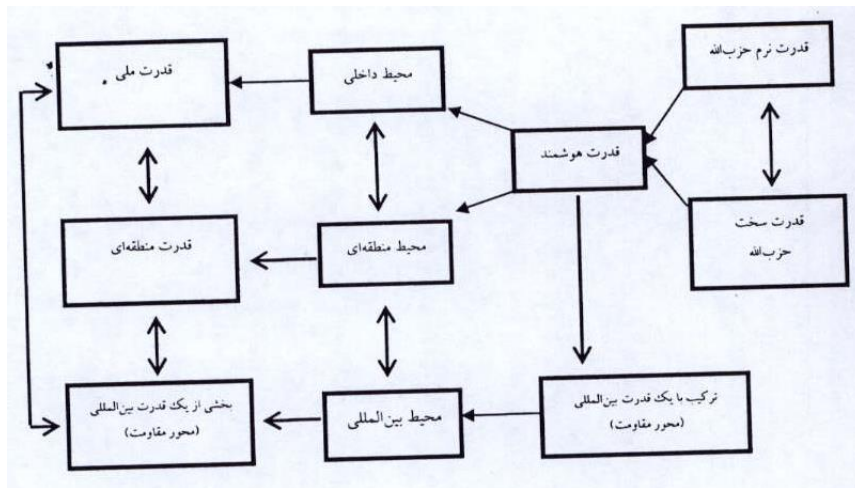 قدرت نرم حزب‌الله
محیط داخلی
قدرت ملی
قدرت هوشمند
قدرت سخت
حزب‌الله
محیط منطقه‌ای
قدرت منطقه‌ای
ترکیب با یک قدرت بین‌المللی
(محور مقاومت)
محیط بین‌المللی
بخشی از یک قدرت بین‌المللی
(محور مقاومت)